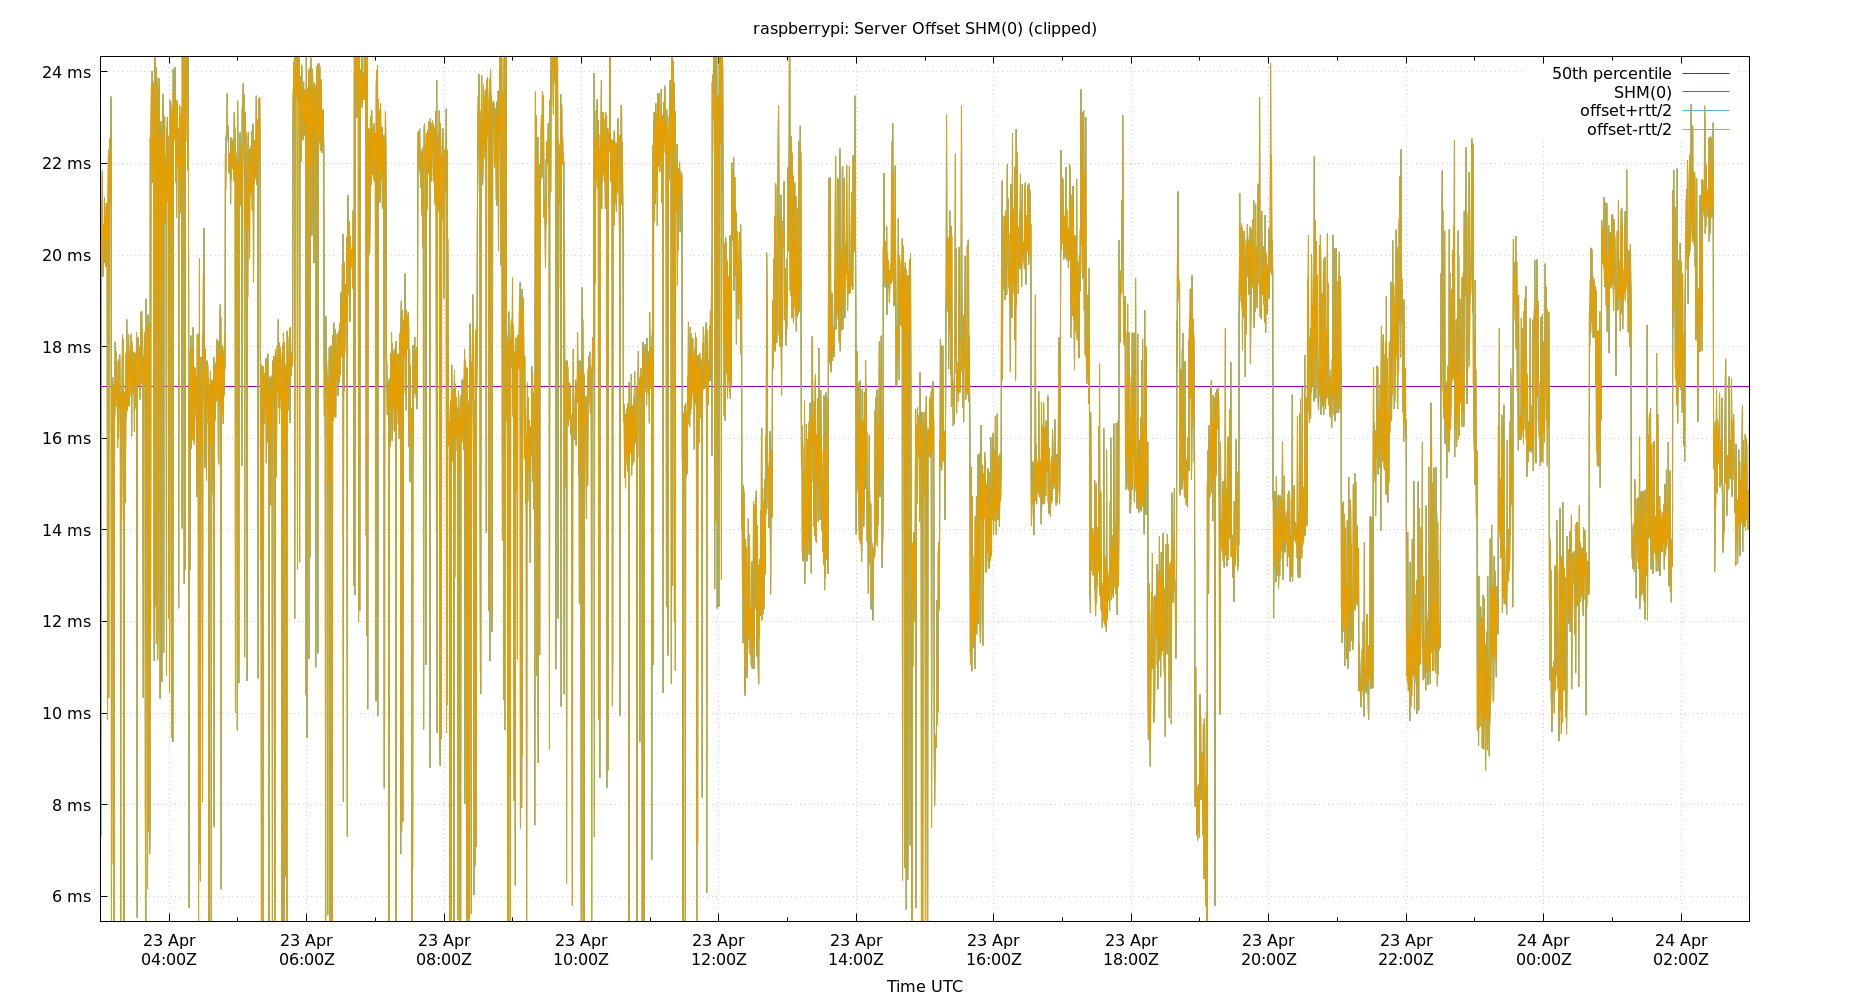 raspberrypi: Server Offset SHM(0) (clipped)
50th percentile
SHM(0)
offset+rtt/2
offset-rtt/2
24 ms
22 ms
20 ms
18 ms
16 ms
14 ms
12 ms
10 ms
8 ms
6 ms
23 Apr 23 Apr 23 Apr 23 Apr 23 Apr 23 Apr 23 Apr 23 Apr 23 Apr 23 Apr 24 Apr 24 Apr
04:00Z 06:00Z 08:00Z 10:00Z 12:00Z 14:00Z 16:00Z 18:00Z 20:00Z 22:00Z 00:00Z 02:00Z
Time UTC